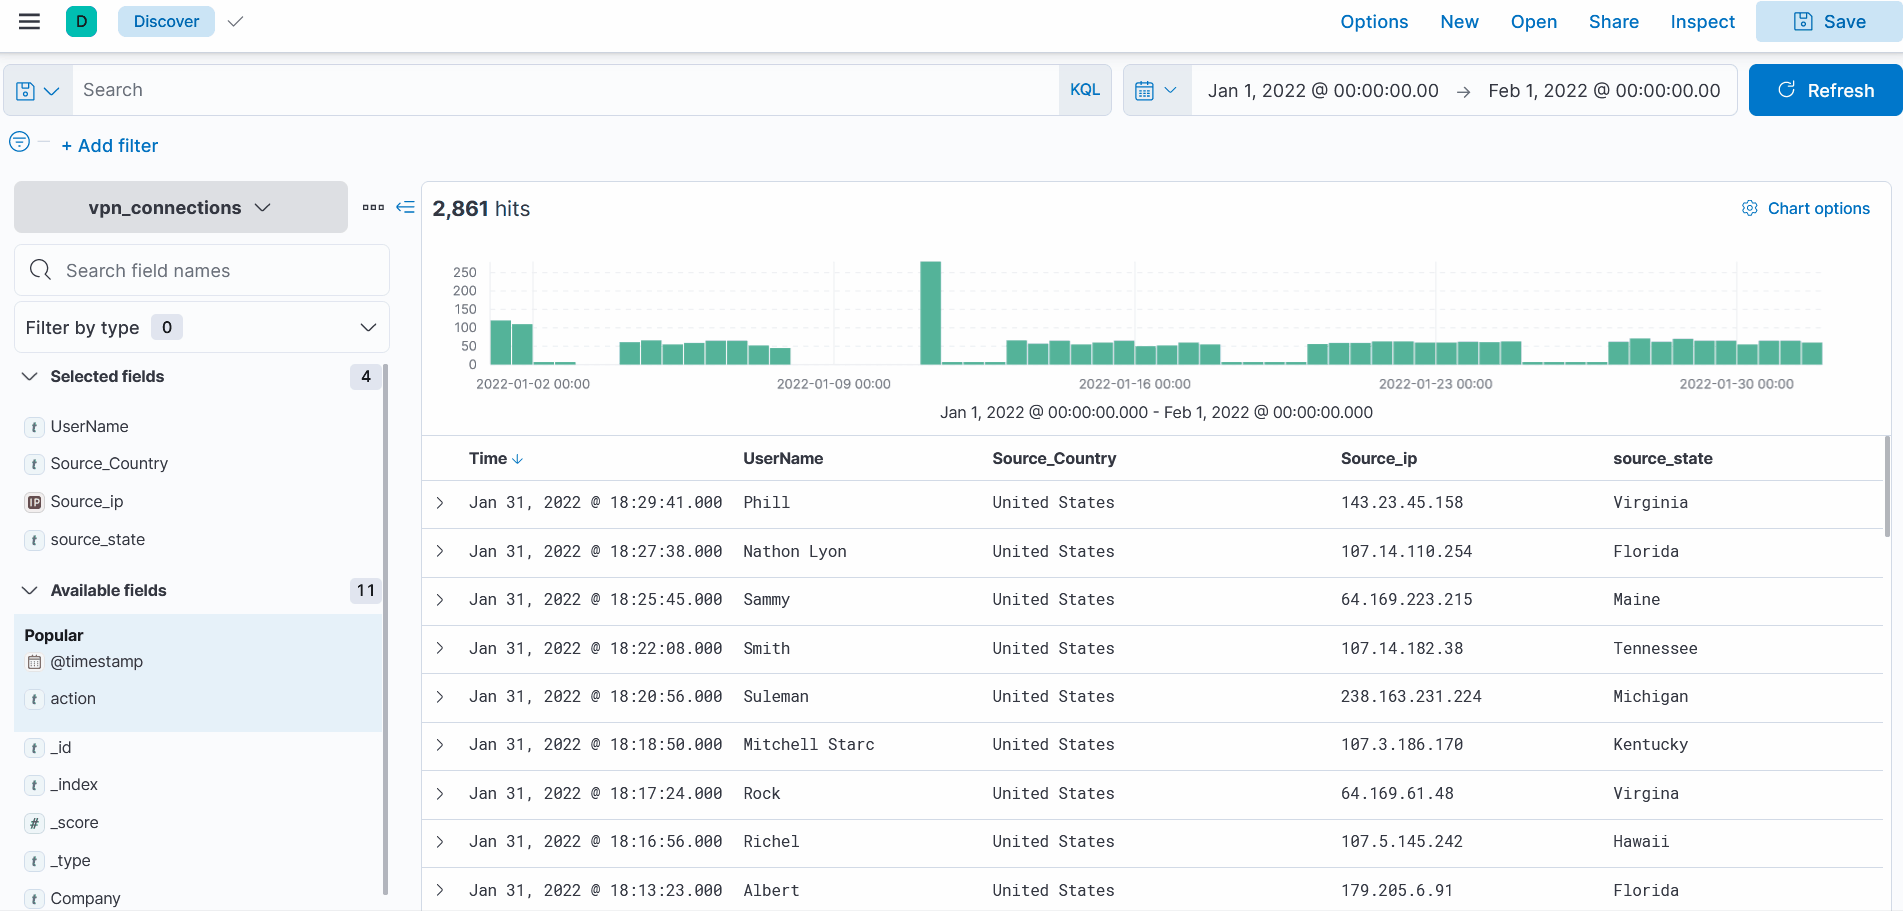 D Discover Options New Open Share Inspect Save
Search KQL Jan 1, 2022 @ 00:00:00.00 → Feb 1, 2022 @ 00:00:00.00 Refresh
+ Add filter
vpn_connections
Search field names
Filter by type 0
Selected fields 4
t UserName
t Source_Country
IP Source_ip
t source_state
Available fields 11
Popular
@timestamp
t action
t _id
t _index
# _score
t _type
t Company
2,861 hits Chart options
250
200
150
100
50
0
2022-01-02 00:00 2022-01-09 00:00 2022-01-16 00:00 2022-01-23 00:00 2022-01-30 00:00
Jan 1, 2022 @ 00:00:00.000 - Feb 1, 2022 @ 00:00:00.000
Time UserName Source_Country Source_ip source_state
Jan 31, 2022 @ 18:29:41.000 Phill United States 143.23.45.158 Virginia
Jan 31, 2022 @ 18:27:38.000 Nathon Lyon United States 107.14.110.254 Florida
Jan 31, 2022 @ 18:25:45.000 Sammy United States 64.169.223.215 Maine
Jan 31, 2022 @ 18:22:08.000 Smith United States 107.14.182.38 Tennessee
Jan 31, 2022 @ 18:20:56.000 Suleman United States 238.163.231.224 Michigan
Jan 31, 2022 @ 18:18:50.000 Mitchell Starc United States 107.3.186.170 Kentucky
Jan 31, 2022 @ 18:17:24.000 Rock United States 64.169.61.48 Virgina
Jan 31, 2022 @ 18:16:56.000 Richel United States 107.5.145.242 Hawaii
Jan 31, 2022 @ 18:13:23.000 Albert United States 179.205.6.91 Florida